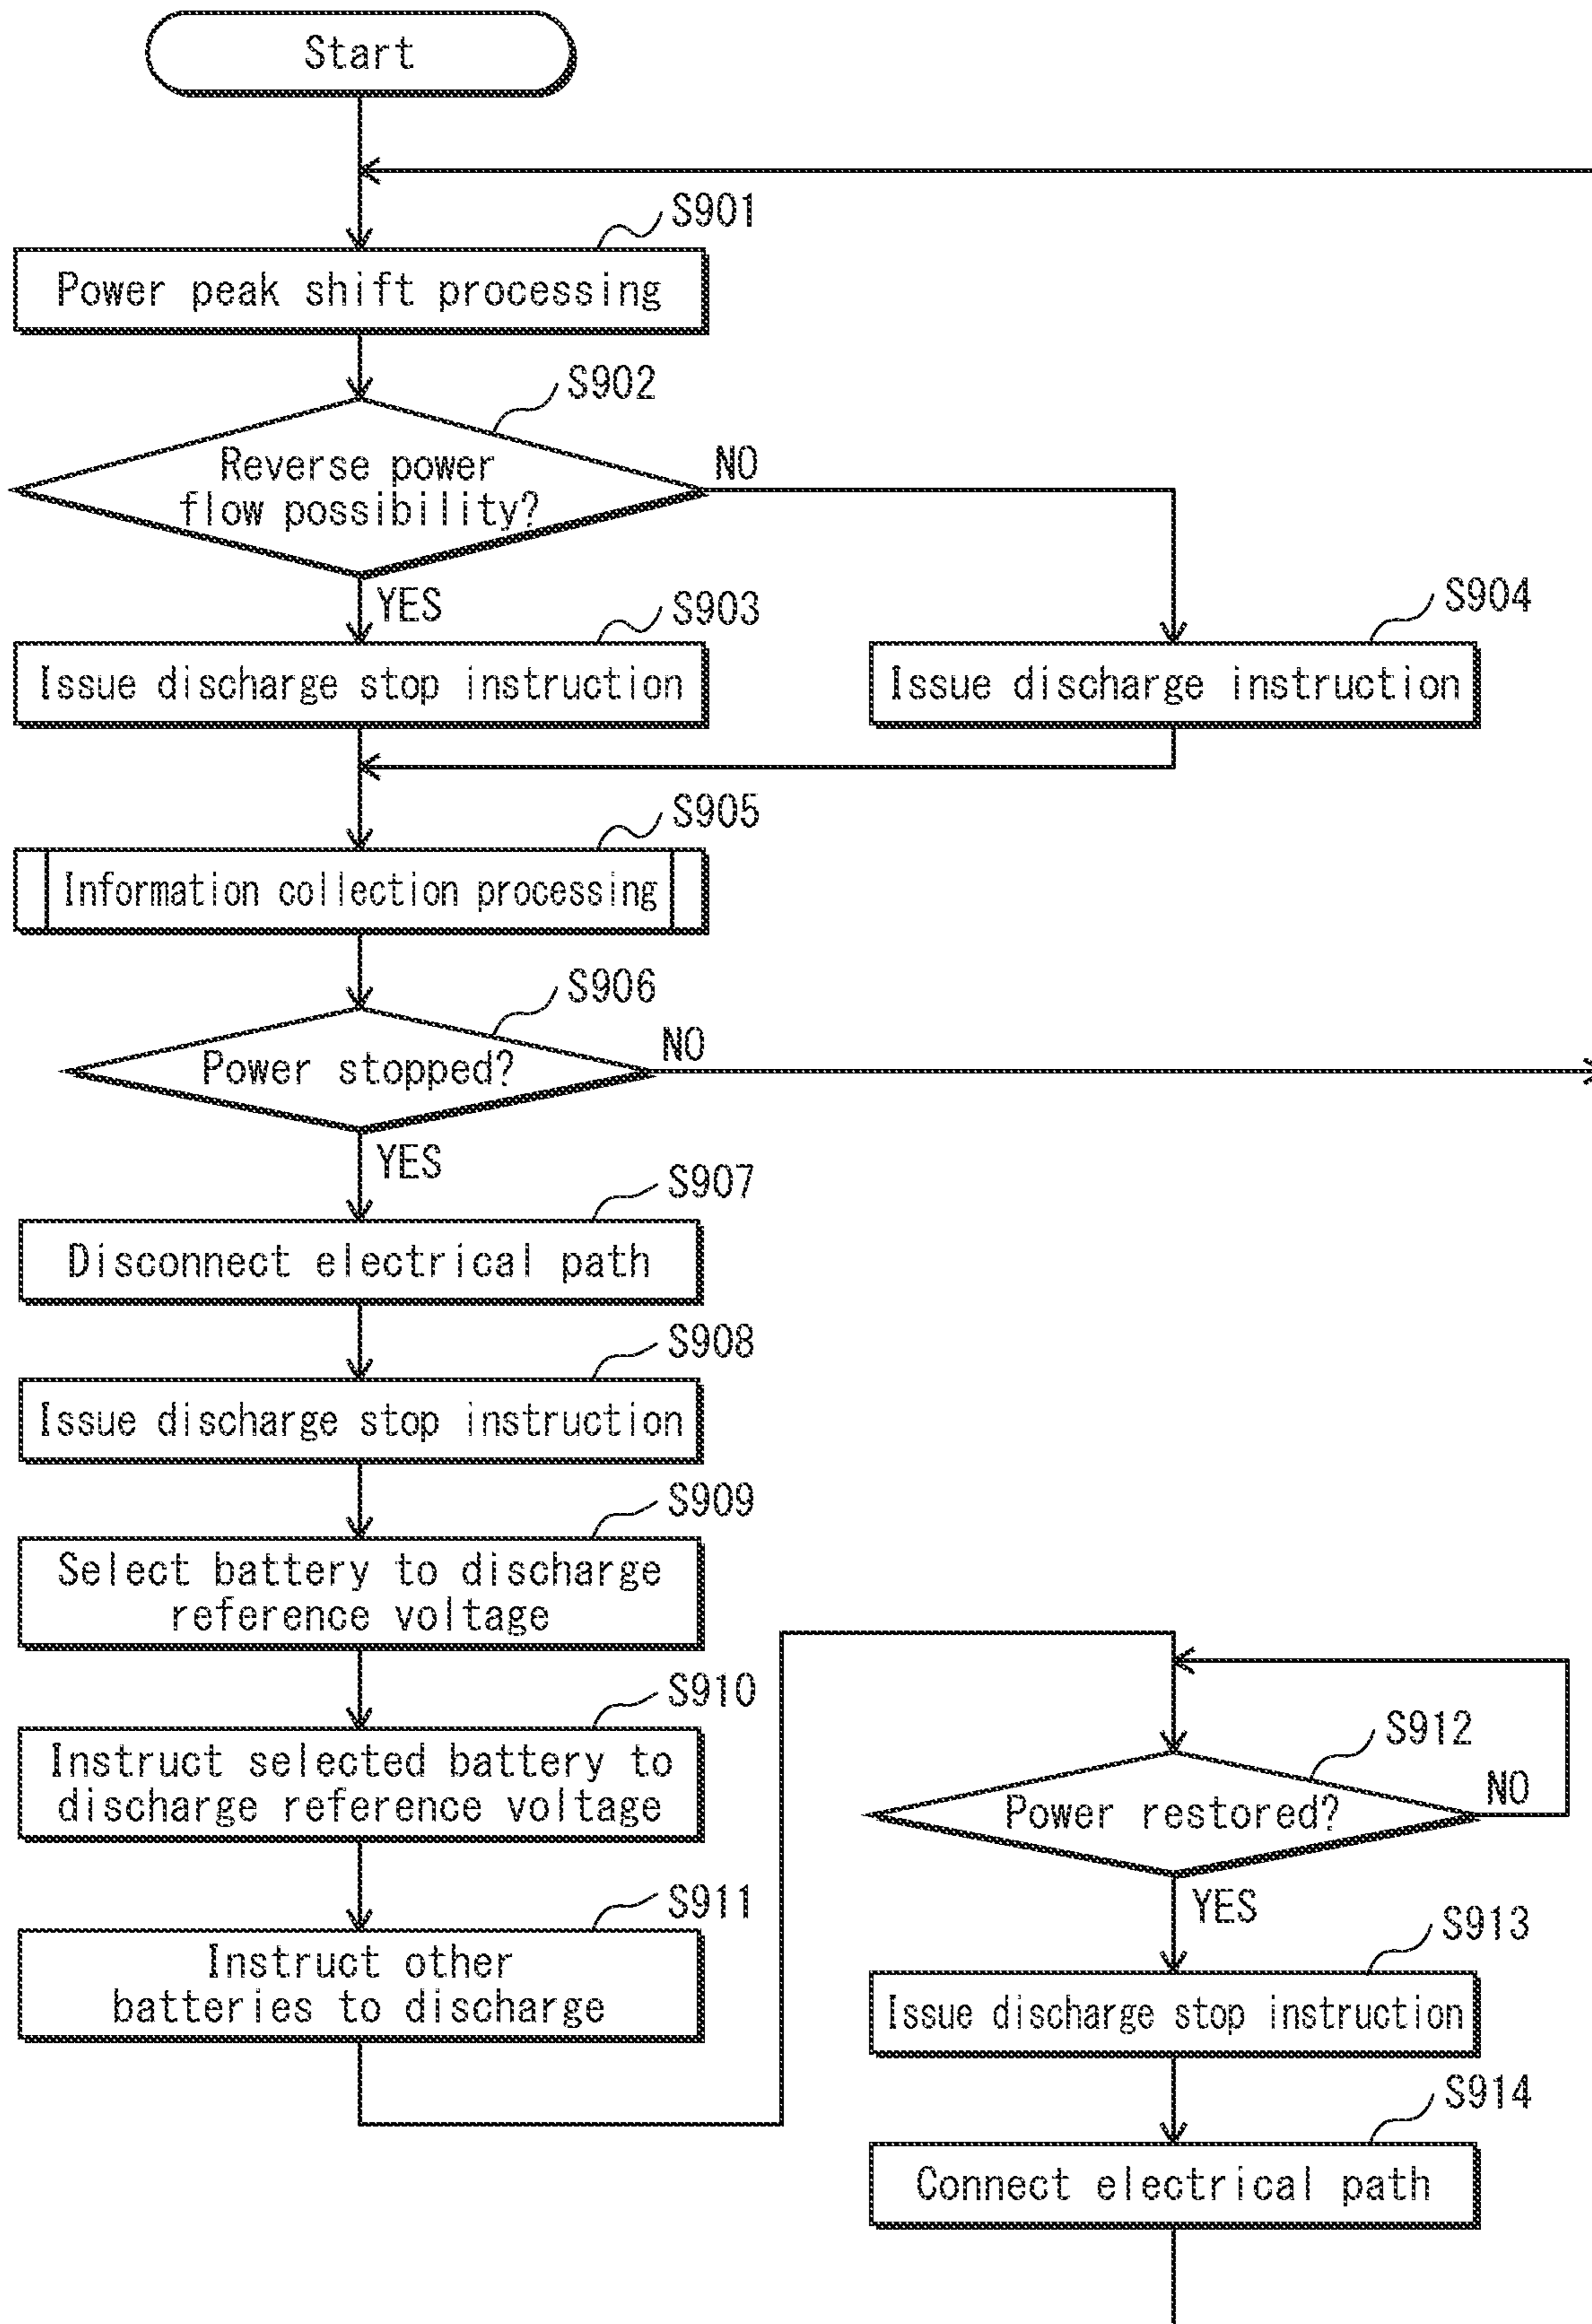 Start
S901
Power peak shift processing
S902
Reverse power
flow possibility?
NO
YES
S903
Issue discharge stop instruction
S904
Issue discharge instruction
S905
Information collection processing
S906
Power stopped?
NO
YES
S907
Disconnect electrical path
S908
Issue discharge stop instruction
S909
Select battery to discharge
reference voltage
S910
Instruct selected battery to
discharge reference voltage
S911
Instruct other
batteries to discharge
S912
Power restored?
NO
YES
S913
Issue discharge stop instruction
S914
Connect electrical path